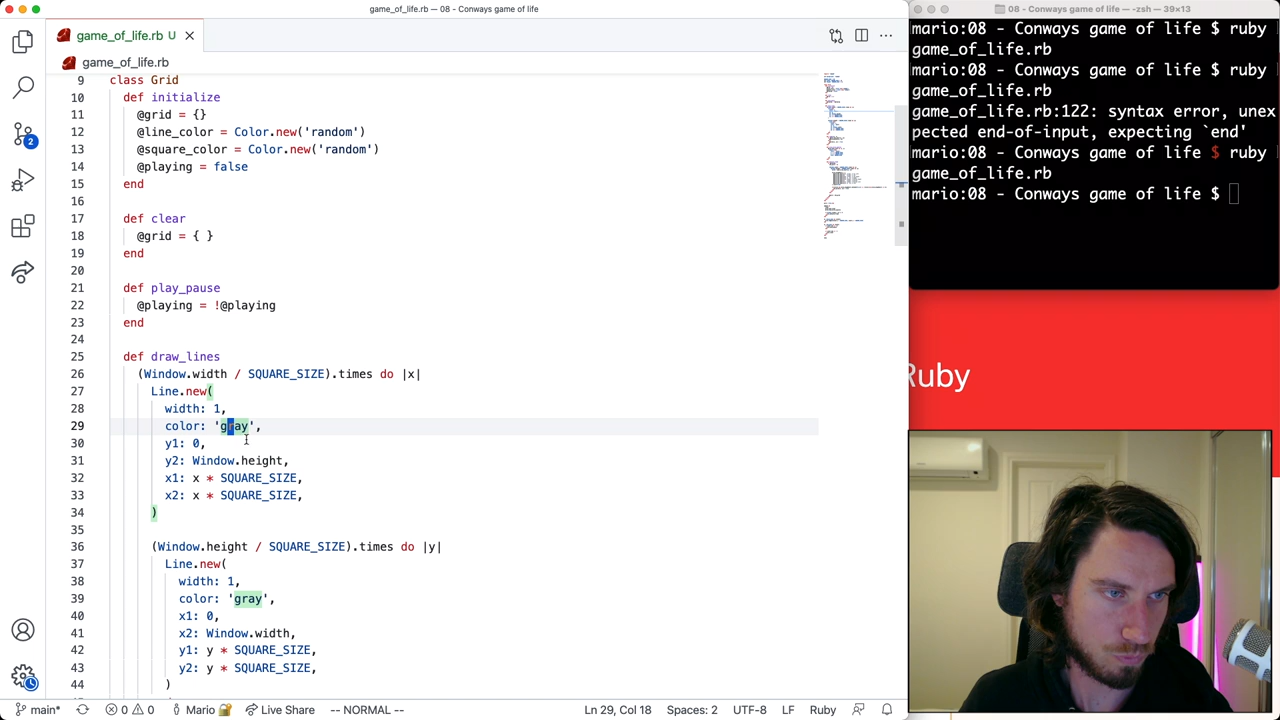 game_of_life.rb — 08 - Conways game of life
game_of_life.rb U
game_of_life.rb
9 class Grid
10 def initialize
11 @grid = {}
12 @line_color = Color.new('random')
13 @square_color = Color.new('random')
14 @playing = false
15 end
16
17 def clear
18 @grid = { }
19 end
20
21 def play_pause
22 @playing = !@playing
23 end
24
25 def draw_lines
26 (Window.width / SQUARE_SIZE).times do |x|
27 Line.new(
28 width: 1,
29 color: 'gray',
30 y1: 0,
31 y2: Window.height,
32 x1: x * SQUARE_SIZE,
33 x2: x * SQUARE_SIZE,
34 )
35
36 (Window.height / SQUARE_SIZE).times do |y|
37 Line.new(
38 width: 1,
39 color: 'gray',
40 x1: 0,
41 x2: Window.width,
42 y1: y * SQUARE_SIZE,
43 y2: y * SQUARE_SIZE,
44 )
2
main* 0 0 Mario Live Share -- NORMAL -- Ln 29, Col 18 Spaces: 2 UTF-8 LF Ruby
08 - Conways game of life — -zsh — 39×13
mario:08 - Conways game of life $ ruby
game_of_life.rb
mario:08 - Conways game of life $ ruby
game_of_life.rb
game_of_life.rb:122: syntax error, une
pected end-of-input, expecting `end'
mario:08 - Conways game of life $ ruby
game_of_life.rb
mario:08 - Conways game of life $
Ruby